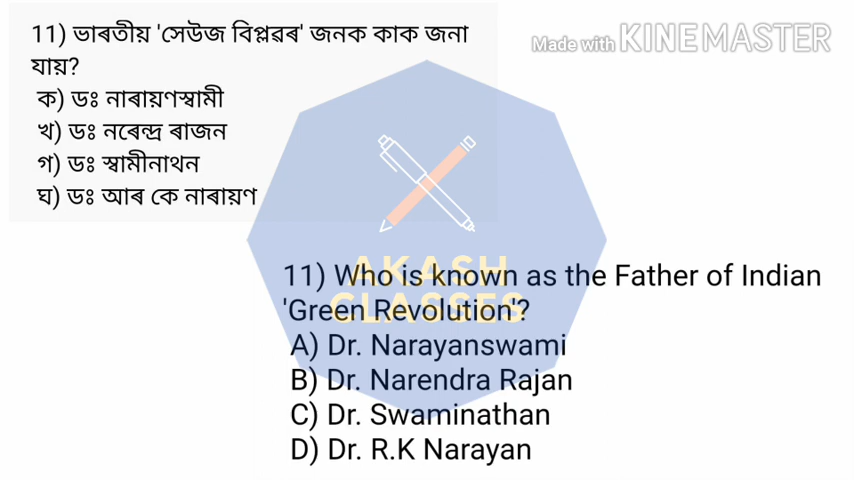 11) ভাৰতীয় 'সেউজ বিপ্লৱৰ' জনক কাক জনা
যায়?
ক) ডঃ নাৰায়ণস্বামী
খ) ডঃ নৰেন্দ্ৰ ৰাজন
গ) ডঃ স্বামীনাথন
ঘ) ডঃ আৰ কে নাৰায়ণ
Made with KINEMASTER
AKASH
CLASSES
11) Who is known as the Father of Indian
'Green Revolution'?
A) Dr. Narayanswami
B) Dr. Narendra Rajan
C) Dr. Swaminathan
D) Dr. R.K Narayan